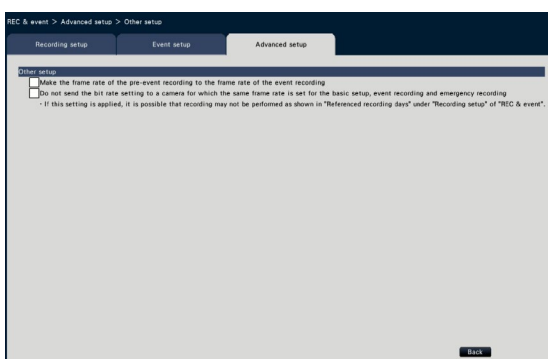 REC & event > Advanced setup > Other setup
Recording setup Event setup Advanced setup
Other setup
Make the frame rate of the pre-event recording to the frame rate of the event recording
Do not send the bit rate setting to a camera for which the same frame rate is set for the basic setup, event recording and emergency recording
・If this setting is applied, it is possible that recording may not be performed as shown in "Referenced recording days" under "Recording setup" of "REC & event".
Back